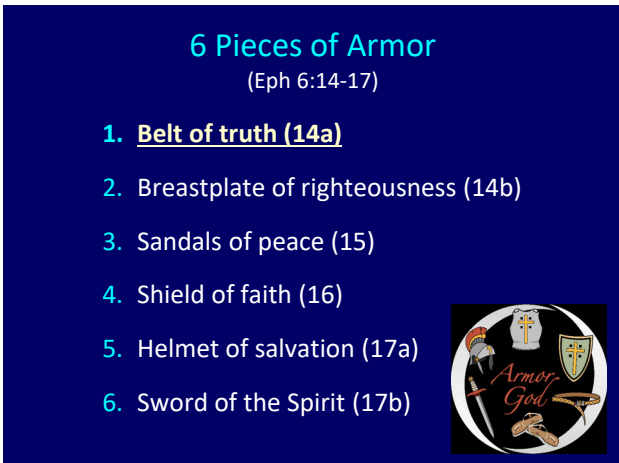 6 Pieces of Armor
(Eph 6:14-17)
1. Belt of truth (14a)
2. Breastplate of righteousness (14b)
3. Sandals of peace (15)
4. Shield of faith (16)
5. Helmet of salvation (17a)
6. Sword of the Spirit (17b)
Armor
God